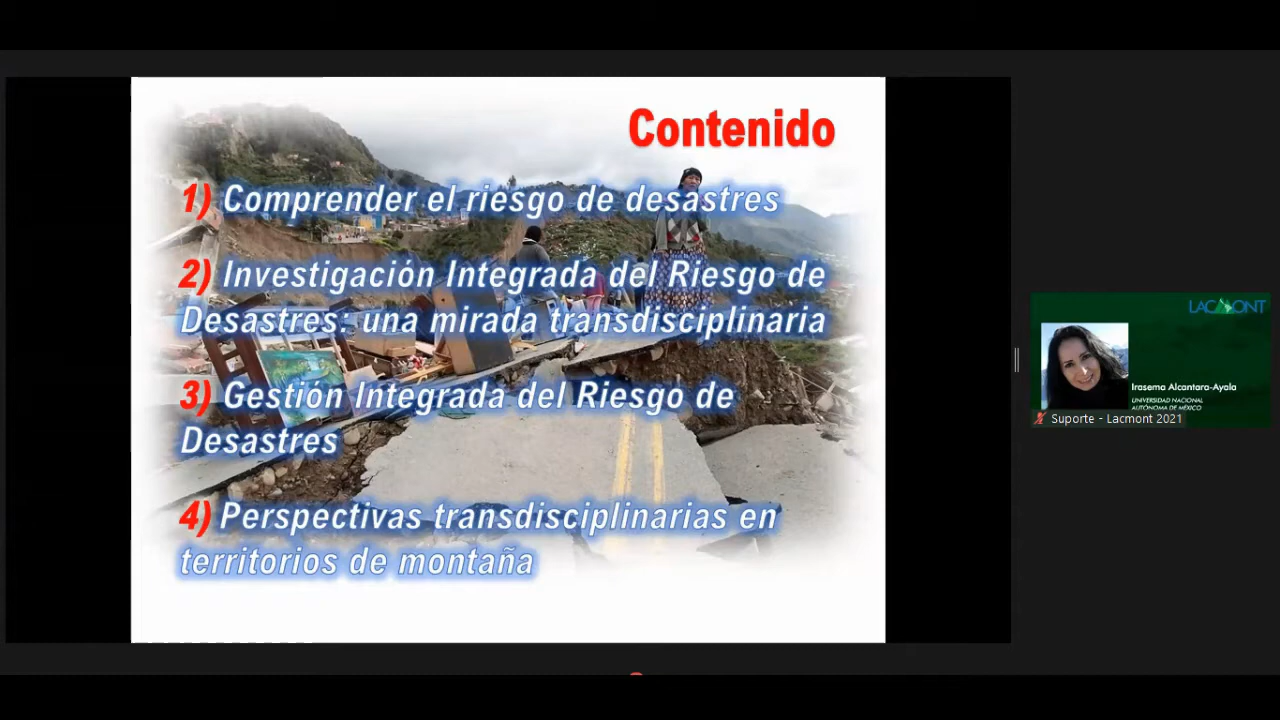 Contenido
1) Comprender el riesgo de desastres
2) Investigación Integrada del Riesgo de
Desastres: una mirada transdisciplinaria
3) Gestión Integrada del Riesgo de
Desastres
4) Perspectivas transdisciplinarias en
territorios de montaña
LACMONT
Irasema Alcantara-Ayala
UNIVERSIDAD NACIONAL
AUTÓNOMA DE MÉXICO
Suporte - Lacmont 2021